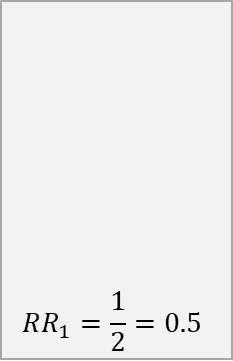 RR₁ = 1/2 = 0.5